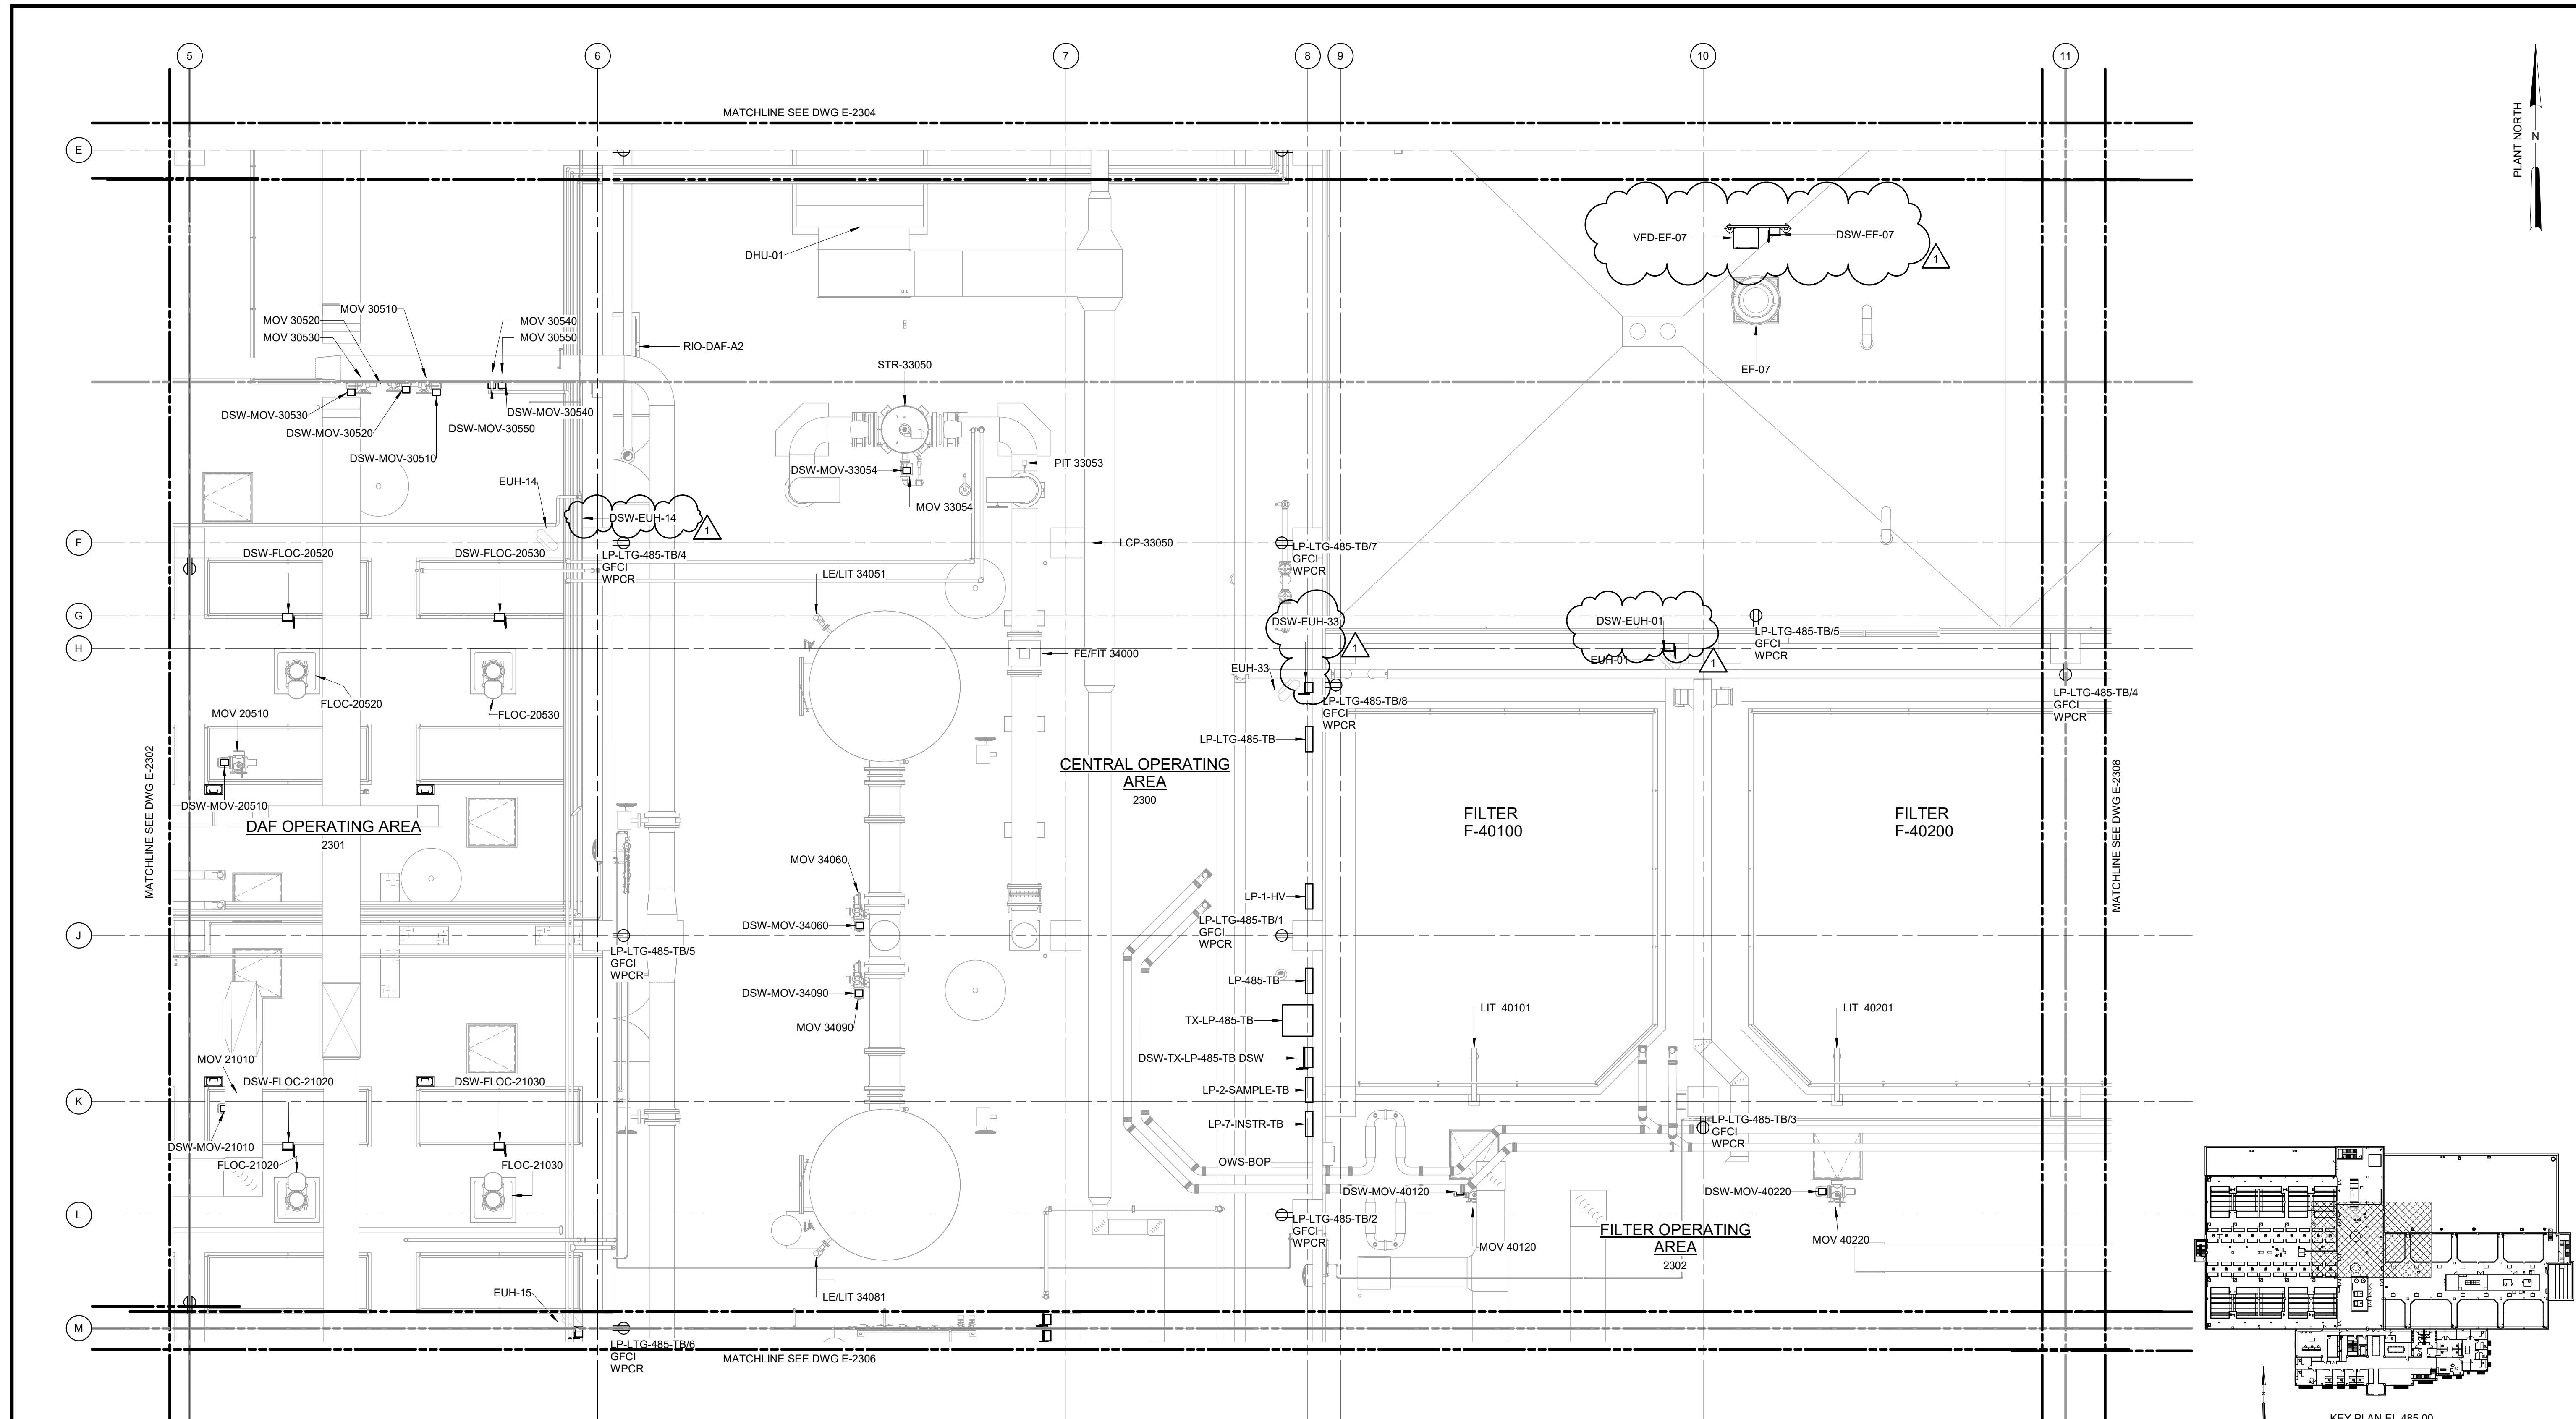 5
6
7
8
9
10
11
MATCHLINE SEE DWG E-2304
PLANT NORTH
N
E
VFD-EF-07
DSW-EF-07
1
DHU-01
EF-07
MOV 30510
MOV 30520
MOV 30530
MOV 30540
MOV 30550
RIO-DAF-A2
STR-33050
DSW-MOV-30530
DSW-MOV-30520
DSW-MOV-30510
DSW-MOV-30540
DSW-MOV-30550
DSW-MOV-33054
PIT 33053
MOV 33054
EUH-14
DSW-EUH-14
1
F
LCP-33050
LP-LTG-485-TB/4
GFCI
WPCR
LP-LTG-485-TB/7
GFCI
WPCR
DSW-FLOC-20520
DSW-FLOC-20530
LE/LIT 34051
G
DSW-EUH-33
1
DSW-EUH-01
1
EUH-01
LP-LTG-485-TB/5
GFCI
WPCR
H
FE/FIT 34000
EUH-33
LP-LTG-485-TB/8
GFCI
WPCR
LP-LTG-485-TB/4
GFCI
WPCR
FLOC-20520
FLOC-20530
MOV 20510
DSW-MOV-20510
LP-LTG-485-TB
CENTRAL OPERATING
AREA
2300
MATCHLINE SEE DWG E-2302
DAF OPERATING AREA
2301
FILTER
F-40100
FILTER
F-40200
MATCHLINE SEE DWG E-2308
MOV 34060
DSW-MOV-34060
LP-1-HV
LP-LTG-485-TB/1
GFCI
WPCR
J
LP-LTG-485-TB/5
GFCI
WPCR
DSW-MOV-34090
MOV 34090
LP-485-TB
TX-LP-485-TB
LIT 40101
LIT 40201
MOV 21010
DSW-FLOC-21020
DSW-FLOC-21030
DSW-TX-LP-485-TB DSW
LP-2-SAMPLE-TB
K
LP-7-INSTR-TB
LP-LTG-485-TB/3
GFCI
WPCR
DSW-MOV-21010
FLOC-21020
FLOC-21030
OWS-BOP
DSW-MOV-40120
DSW-MOV-40220
L
LP-LTG-485-TB/2
GFCI
WPCR
FILTER OPERATING
AREA
2302
MOV 40120
MOV 40220
EUH-15
LE/LIT 34081
M
LP-LTG-485-TB/6
GFCI
WPCR
MATCHLINE SEE DWG E-2306
KEY PLAN EL 485.00